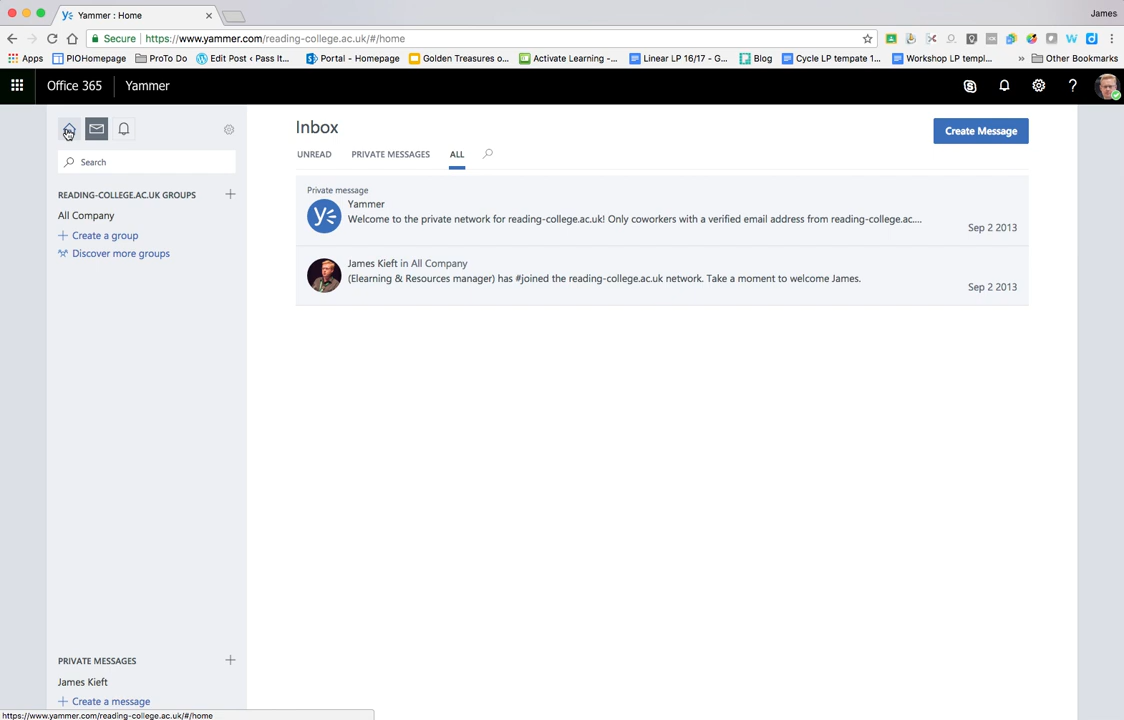 Yammer : Home
James
Secure
https://www.yammer.com/reading-college.ac.uk/#/home
Apps
PIOHomepage
ProTo Do
Edit Post ‹ Pass It...
Portal - Homepage
Golden Treasures o...
Activate Learning -...
Linear LP 16/17 - G...
Blog
Cycle LP tempate 1...
Workshop LP templ...
»
Other Bookmarks
Office 365
Yammer
Inbox
Create Message
UNREAD
PRIVATE MESSAGES
ALL
Search
READING-COLLEGE.AC.UK GROUPS
All Company
Create a group
Discover more groups
Private message
Yammer
Welcome to the private network for reading-college.ac.uk! Only coworkers with a verified email address from reading-college.ac....
Sep 2 2013
James Kieft in All Company
(Elearning & Resources manager) has #joined the reading-college.ac.uk network. Take a moment to welcome James.
Sep 2 2013
PRIVATE MESSAGES
James Kieft
Create a message
https://www.yammer.com/reading-college.ac.uk/#/home